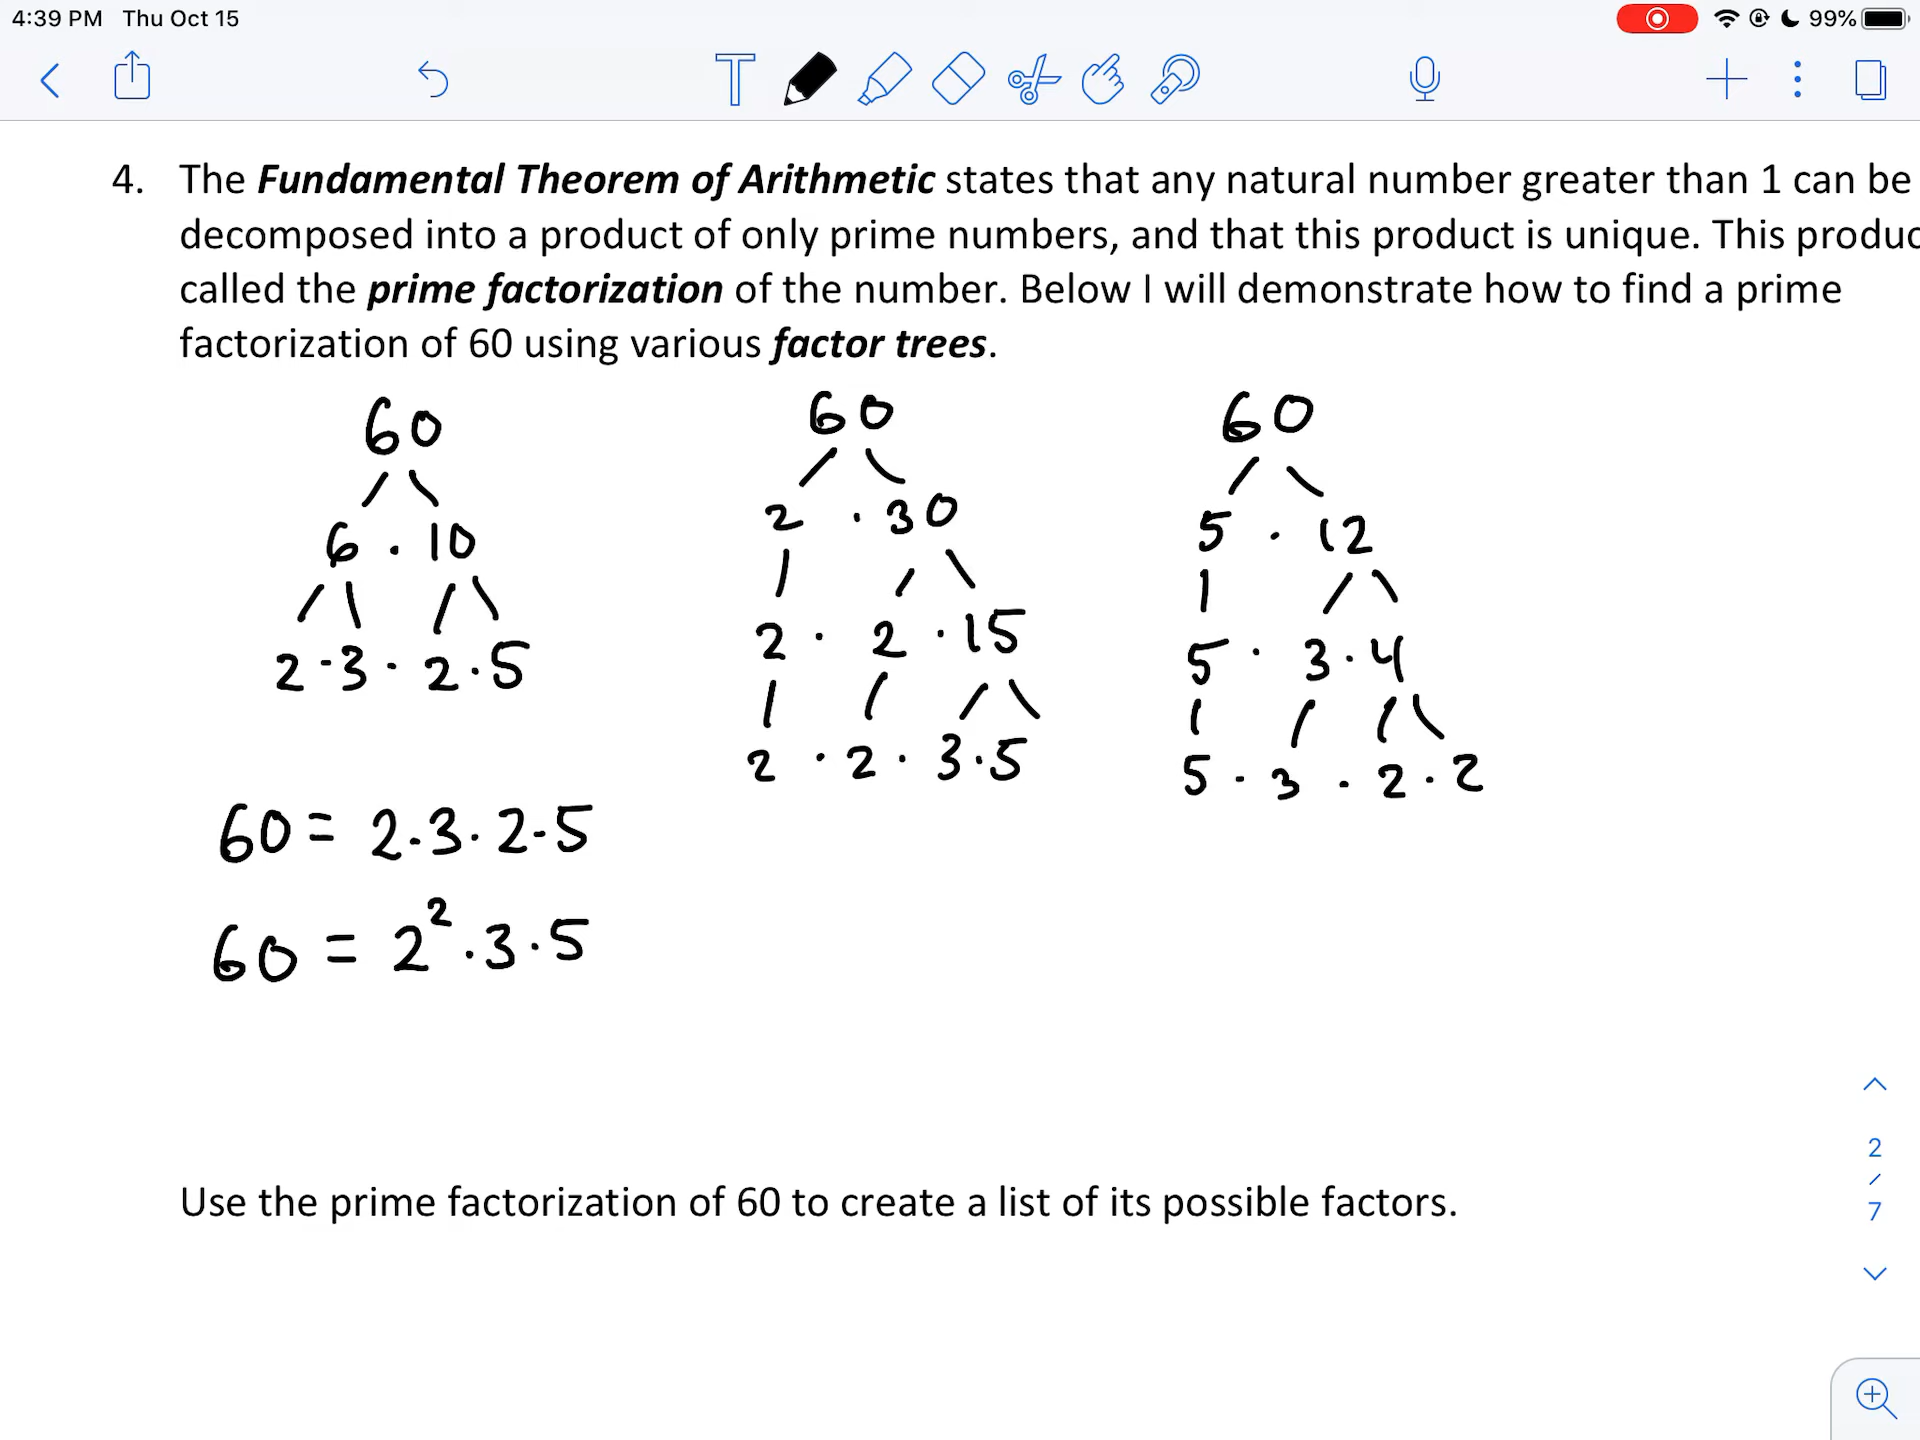 4:39 PM Thu Oct 15 99%
T
4. The Fundamental Theorem of Arithmetic states that any natural number greater than 1 can be
decomposed into a product of only prime numbers, and that this product is unique. This produc
called the prime factorization of the number. Below I will demonstrate how to find a prime
factorization of 60 using various factor trees.
60
6 · 10
2 · 3 · 2 · 5
60 = 2 · 3 · 2 · 5
60 = 2² · 3 · 5
60
2 · 30
2 · 2 · 15
2 · 2 · 3 · 5
60
5 · 12
5 · 3 · 4
5 · 3 · 2 · 2
Use the prime factorization of 60 to create a list of its possible factors.
2
/
7